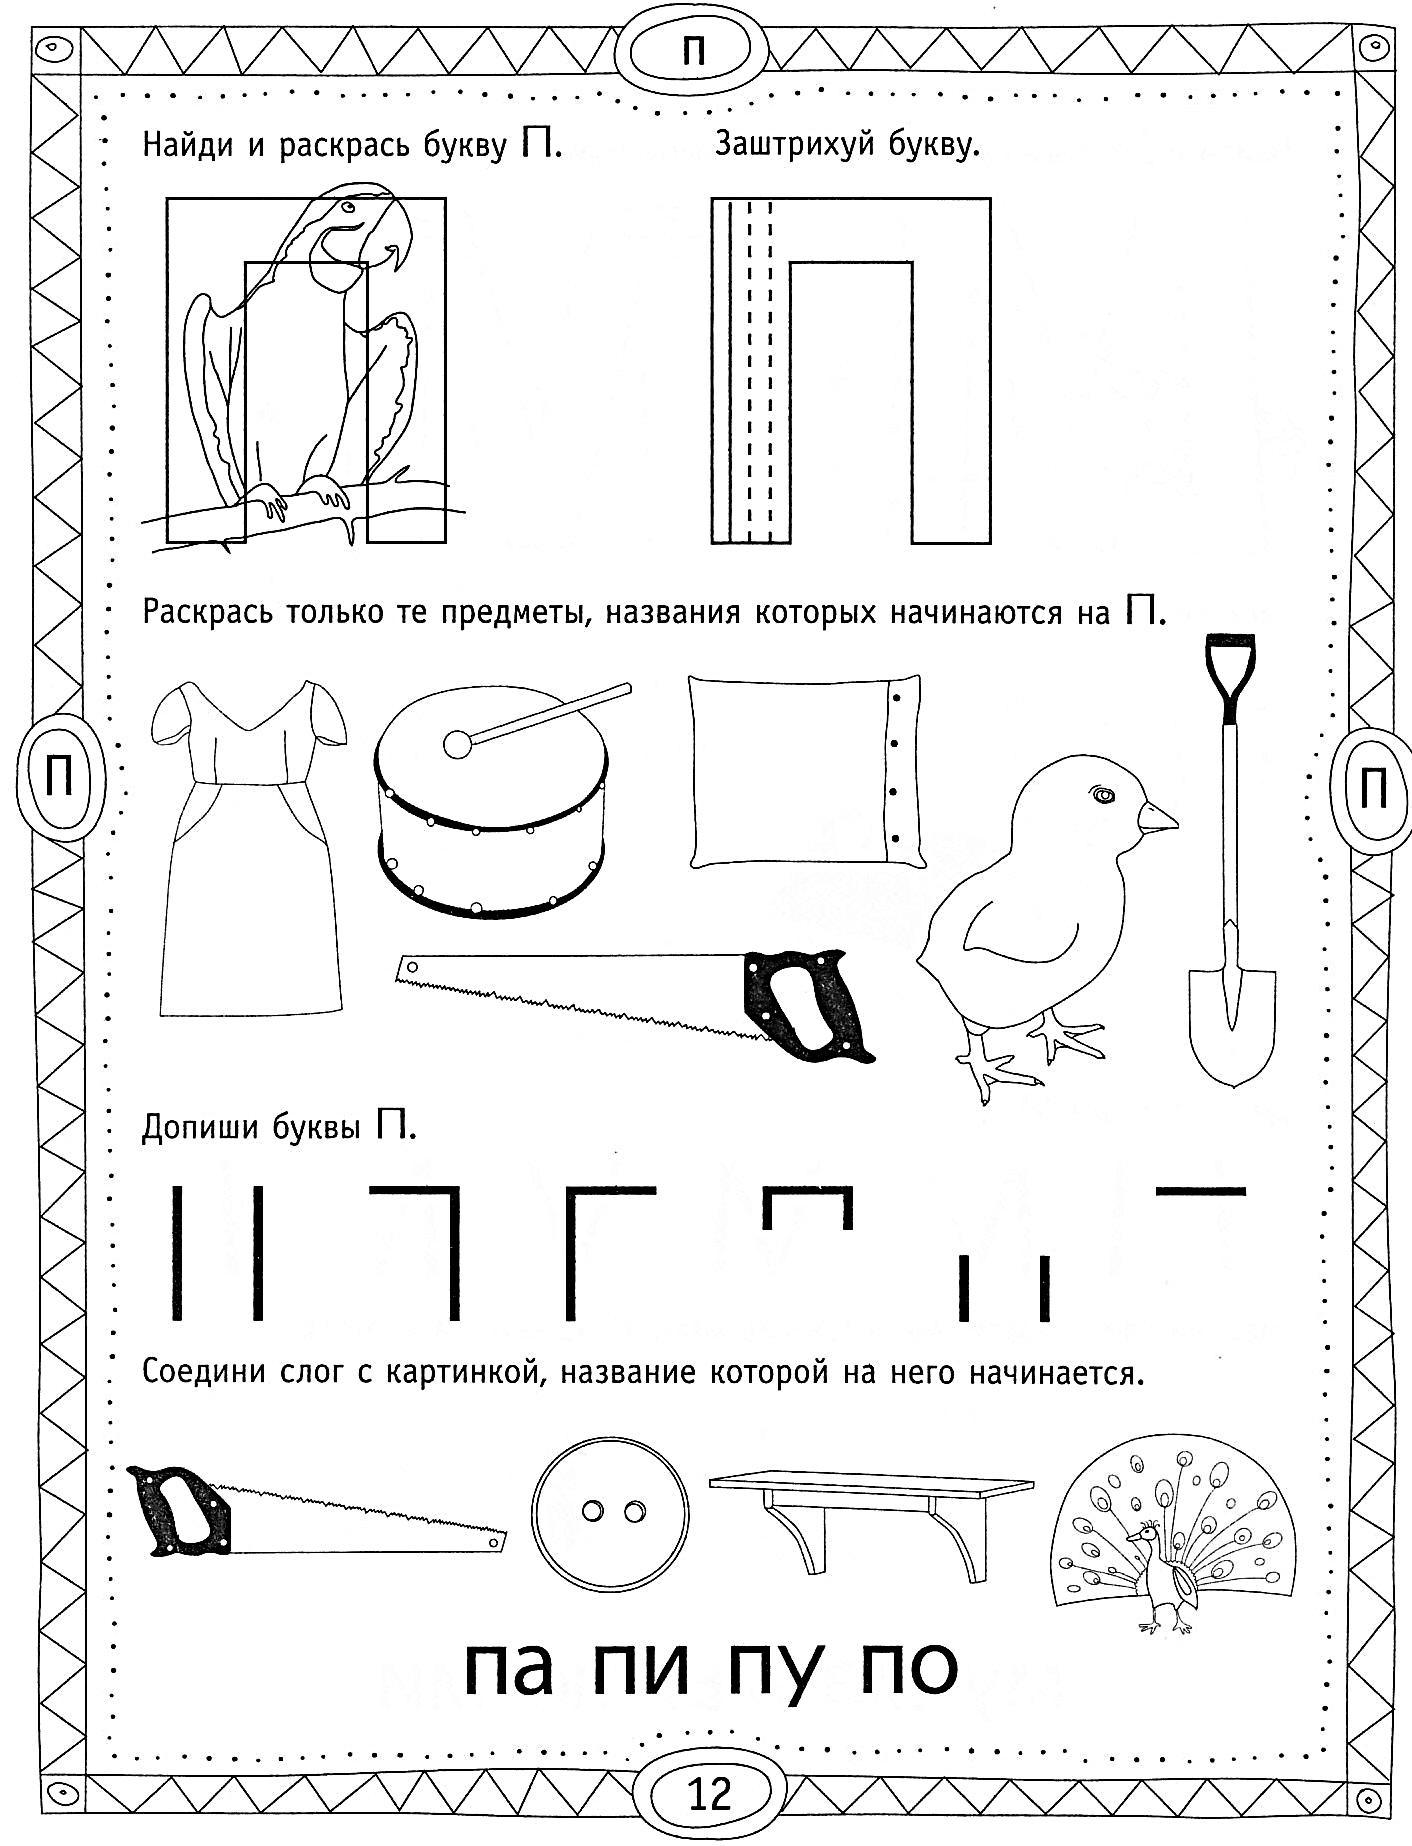 П
Найди и раскрась букву П.
Заштрихуй букву.
Раскрась только те предметы, названия которых начинаются на П.
П
П
Допиши буквы П.
Соедини слог с картинкой, название которой на него начинается.
па пи пу по
12